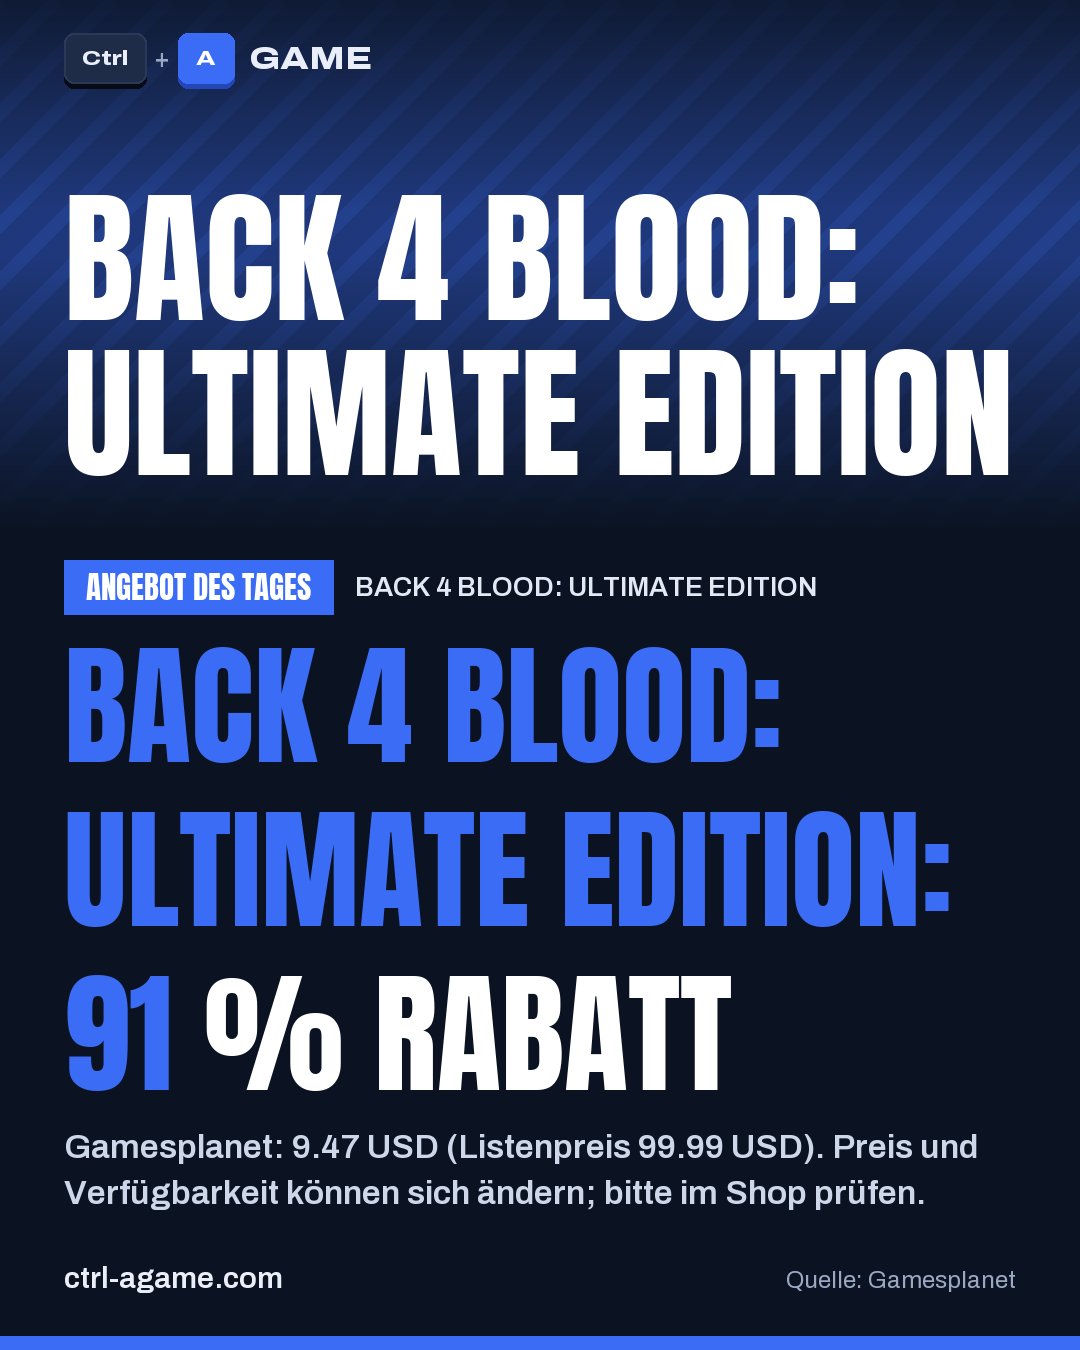 Ctrl + A GAME
BACK 4 BLOOD:
ULTIMATE EDITION
ANGEBOT DES TAGES BACK 4 BLOOD: ULTIMATE EDITION
BACK 4 BLOOD:
ULTIMATE EDITION:
91 % RABATT
Gamesplanet: 9.47 USD (Listenpreis 99.99 USD). Preis und
Verfügbarkeit können sich ändern; bitte im Shop prüfen.
ctrl-agame.com Quelle: Gamesplanet